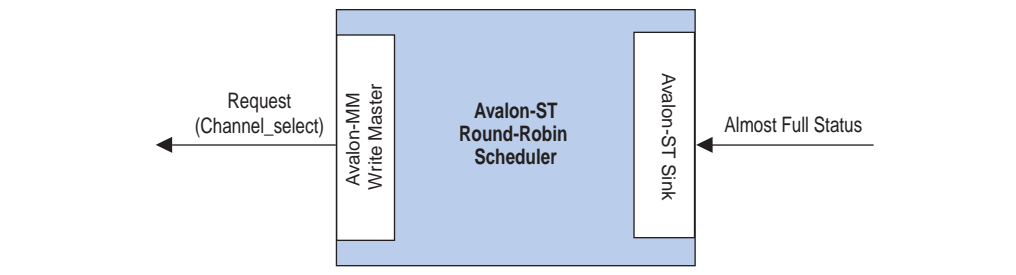 Request
(Channel_select)
Avalon-MM
Write Master
Avalon-ST
Round-Robin
Scheduler
Avalon-ST Sink
Almost Full Status